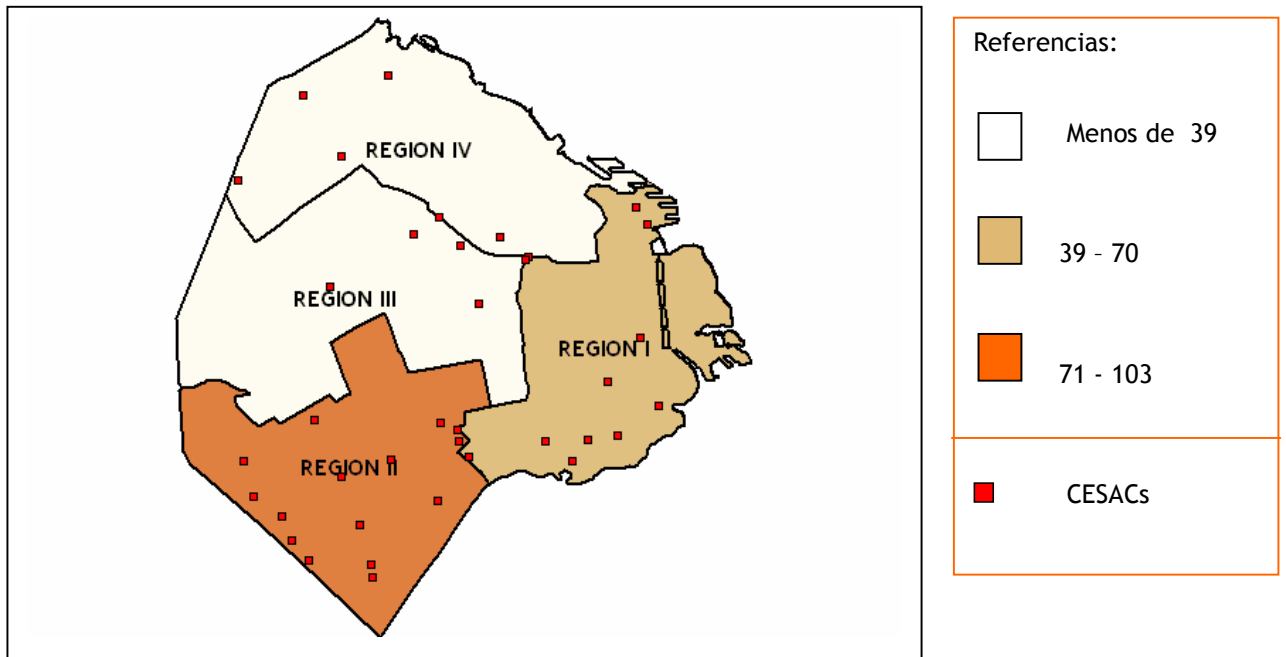 REGION IV
REGION III
REGION I
REGION II
Referencias:
Menos de 39
39 – 70
71 - 103
CESACs